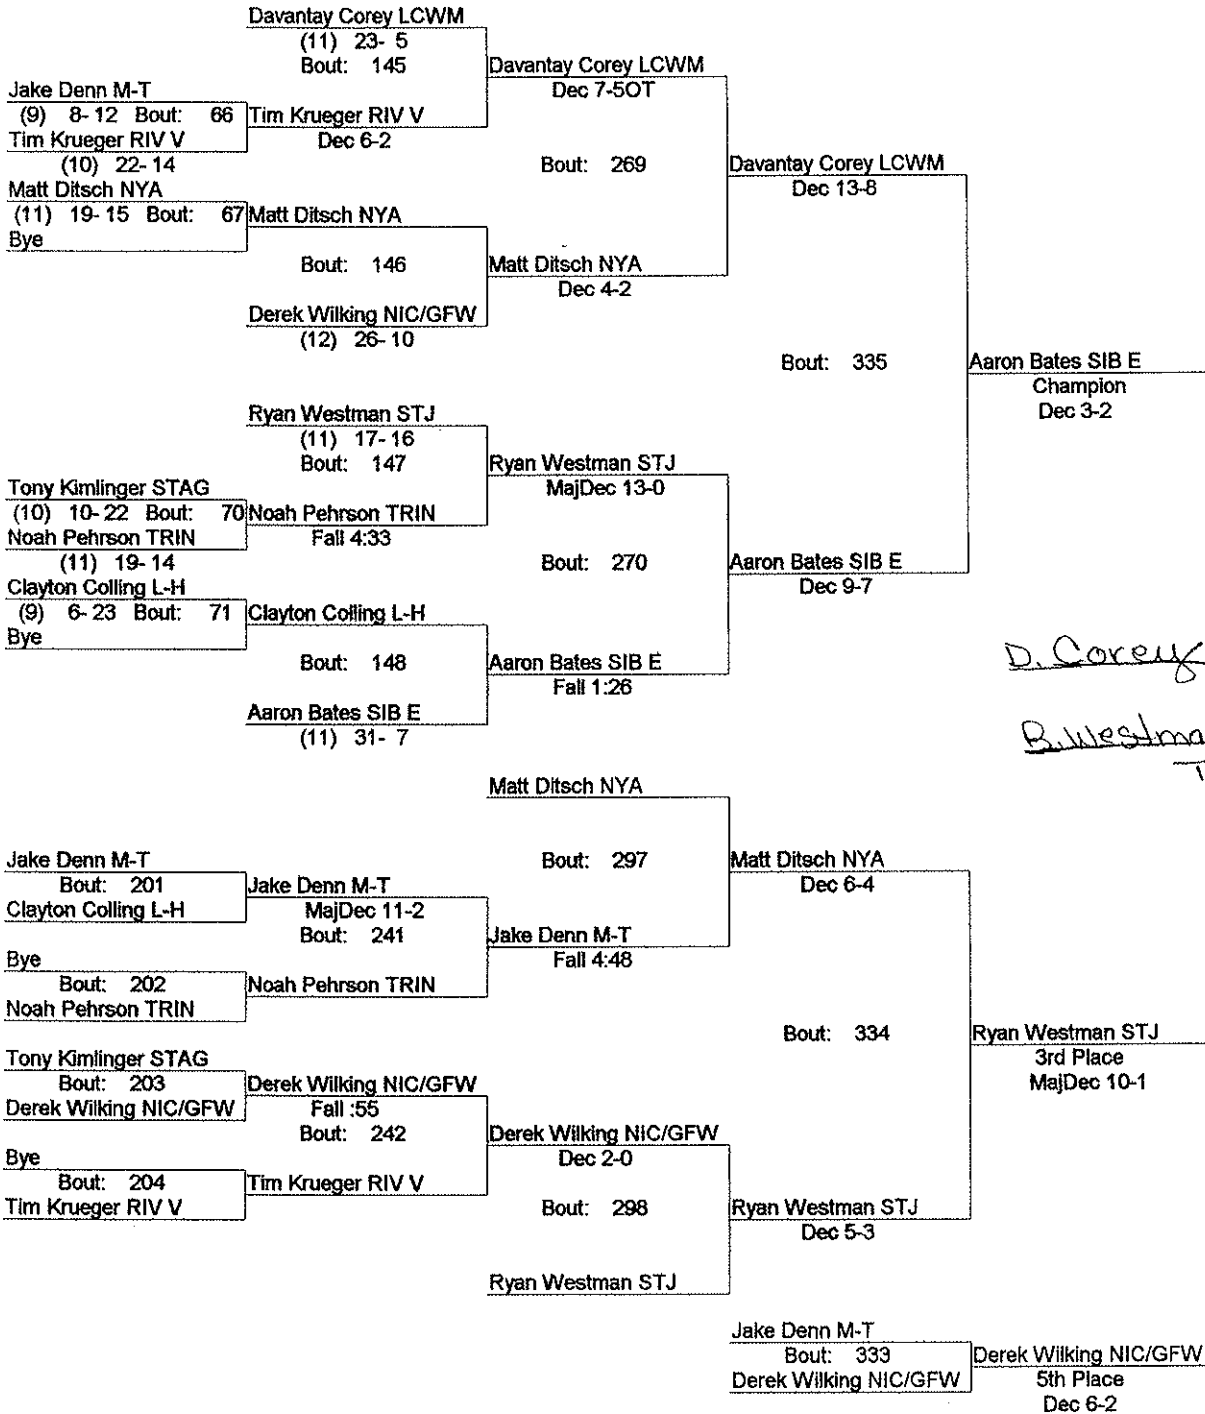 Davantay Corey LCWM
(11) 23- 5
Bout: 145
Davantay Corey LCWM
Dec 7-5OT
Jake Denn M-T
(9) 8- 12 Bout: 66
Tim Krueger RIV V
Tim Krueger RIV V
Dec 6-2
(10) 22- 14
Bout: 269
Davantay Corey LCWM
Dec 13-8
Matt Ditsch NYA
(11) 19- 15 Bout: 67
Matt Ditsch NYA
Bye
Bout: 146
Matt Ditsch NYA
Dec 4-2
Derek Wilking NIC/GFW
(12) 26- 10
Bout: 335
Aaron Bates SIB E
Champion
Dec 3-2
Ryan Westman STJ
(11) 17- 16
Bout: 147
Ryan Westman STJ
MajDec 13-0
Tony Kimlinger STAG
(10) 10- 22 Bout: 70
Noah Pehrson TRIN
Noah Pehrson TRIN
Fall 4:33
(11) 19- 14
Bout: 270
Aaron Bates SIB E
Dec 9-7
Clayton Colling L-H
(9) 6- 23 Bout: 71
Clayton Colling L-H
Bye
Bout: 148
Aaron Bates SIB E
Fall 1:26
Aaron Bates SIB E
(11) 31- 7
D. Corey
Matt Ditsch NYA
Bout: 297
Matt Ditsch NYA
Dec 6-4
Jake Denn M-T
Bout: 201
Clayton Colling L-H
Jake Denn M-T
MajDec 11-2
Bout: 241
Jake Denn M-T
Fall 4:48
Bye
Bout: 202
Noah Pehrson TRIN
Noah Pehrson TRIN
Bout: 334
Ryan Westman STJ
3rd Place
MajDec 10-1
Tony Kimlinger STAG
Bout: 203
Derek Wilking NIC/GFW
Derek Wilking NIC/GFW
Fall :55
Bout: 242
Derek Wilking NIC/GFW
Dec 2-0
Bye
Bout: 204
Tim Krueger RIV V
Tim Krueger RIV V
Bout: 298
Ryan Westman STJ
Dec 5-3
Ryan Westman STJ
Jake Denn M-T
Bout: 333
Derek Wilking NIC/GFW
Derek Wilking NIC/GFW
5th Place
Dec 6-2